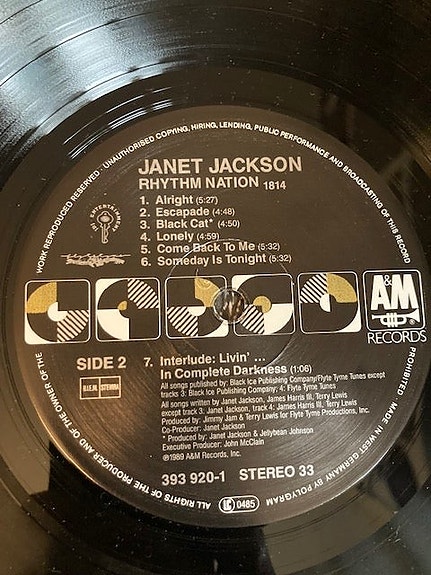 WORK REPRODUCED RESERVED · UNAUTHORISED COPYING, HIRING, LENDING, PUBLIC PERFORMANCE AND BROADCASTING OF THIS RECORD
PROHIBITED MADE IN WEST GERMANY BY POLYGRAM
ALL RIGHTS OF THE PRODUCER AND OF THE OWNER OF THE
JANET JACKSON
RHYTHM NATION 1814
ENTERTAINMENT
1. Alright (5:27)
2. Escapade (4:48)
3. Black Cat* (4:50)
4. Lonely (4:59)
5. Come Back To Me (5:32)
6. Someday Is Tonight (5:32)
A&M
RECORDS
SIDE 2
7. Interlude: Livin' ...
In Complete Darkness (1:06)
B.I.E.M. STEMRA
All songs published by: Black Ice Publishing Company/Flyte Tyme Tunes except
tracks 3: Black Ice Publishing Company; 4: Flyte Tyme Tunes
All songs written by Janet Jackson, James Harris III, Terry Lewis
except track 3: Janet Jackson, track 4: James Harris III, Terry Lewis
Produced by: Jimmy Jam & Terry Lewis for Flyte Tyme Productions, Inc.
Co-Producer: Janet Jackson
* Produced by: Janet Jackson & Jellybean Johnson
Executive Producer: John McClain
℗1989 A&M Records, Inc.
393 920-1 STEREO 33
LC 0485